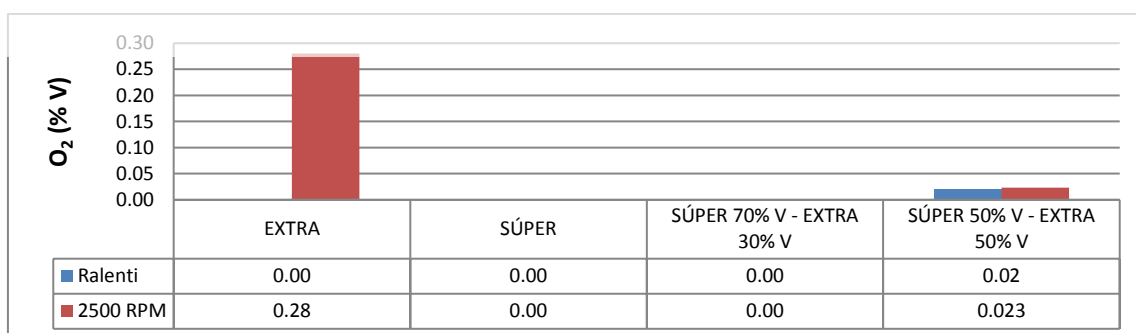 0.30
0.25
0.20
0.15
0.10
0.05
0.00
O₂ (% V)
EXTRA SÚPER SÚPER 70% V - EXTRA SÚPER 50% V - EXTRA
30% V 50% V
Ralenti 0.00 0.00 0.00 0.02
2500 RPM 0.28 0.00 0.00 0.023